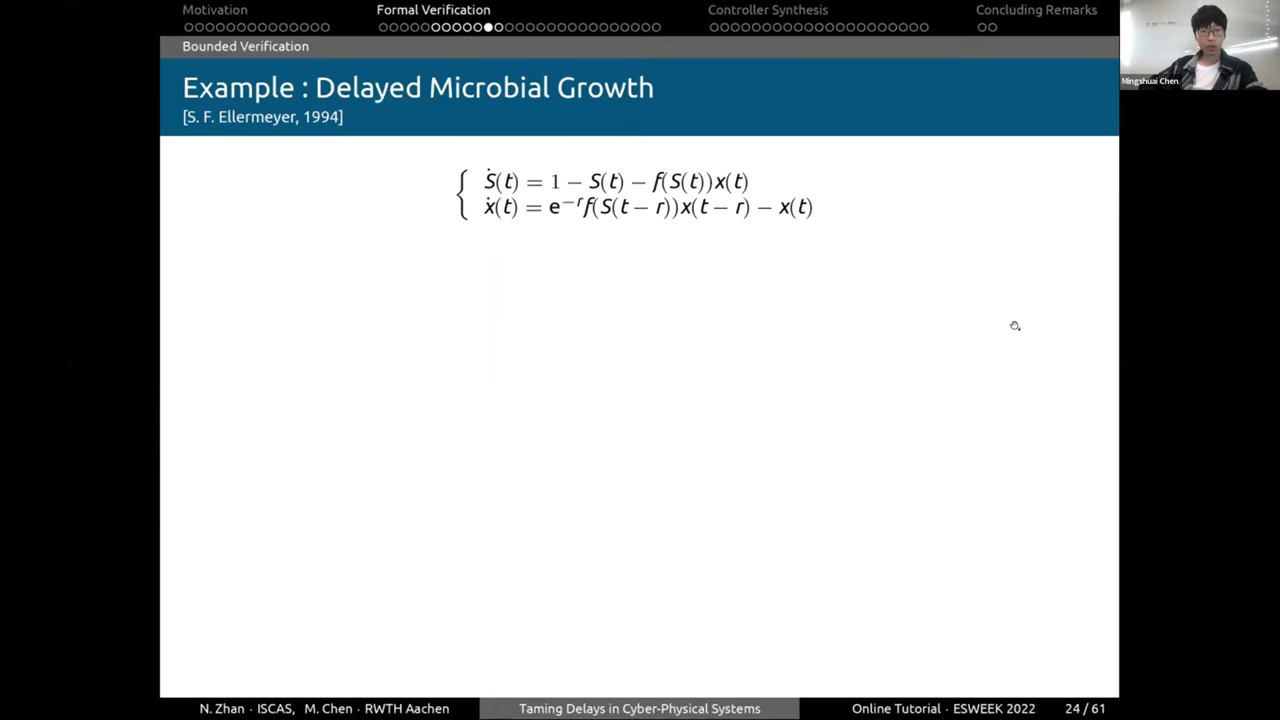 Motivation
Formal Verification
Controller Synthesis
Concluding Remarks
Bounded Verification
Example : Delayed Microbial Growth
[S. F. Ellermeyer, 1994]
Ṡ(t) = 1 − S(t) − f(S(t))x(t)
ẋ(t) = e⁻ʳf(S(t − r))x(t − r) − x(t)
Mingshuai Chen
N. Zhan · ISCAS, M. Chen · RWTH Aachen
Taming Delays in Cyber-Physical Systems
Online Tutorial · ESWEEK 2022
24 / 61